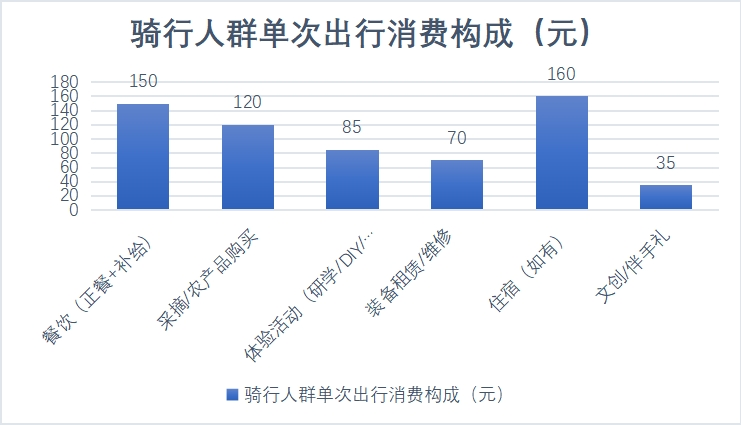 骑行人群单次出行消费构成（元）
180
160
140
120
100
80
60
40
20
0
150
120
85
70
160
35
餐饮（正餐+补给）
采摘/农产品购买
体验活动（研学/DIY/…
装备租赁/维修
住宿（如有）
文创/伴手礼
骑行人群单次出行消费构成（元）